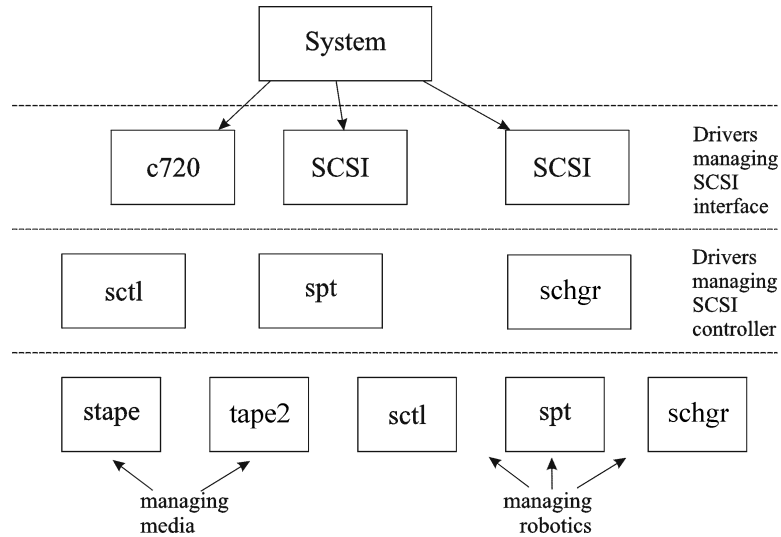 System
c720
SCSI
SCSI
Drivers
managing
SCSI
interface
sctl
spt
schgr
Drivers
managing
SCSI
controller
stape
tape2
sctl
spt
schgr
managing
media
managing
robotics